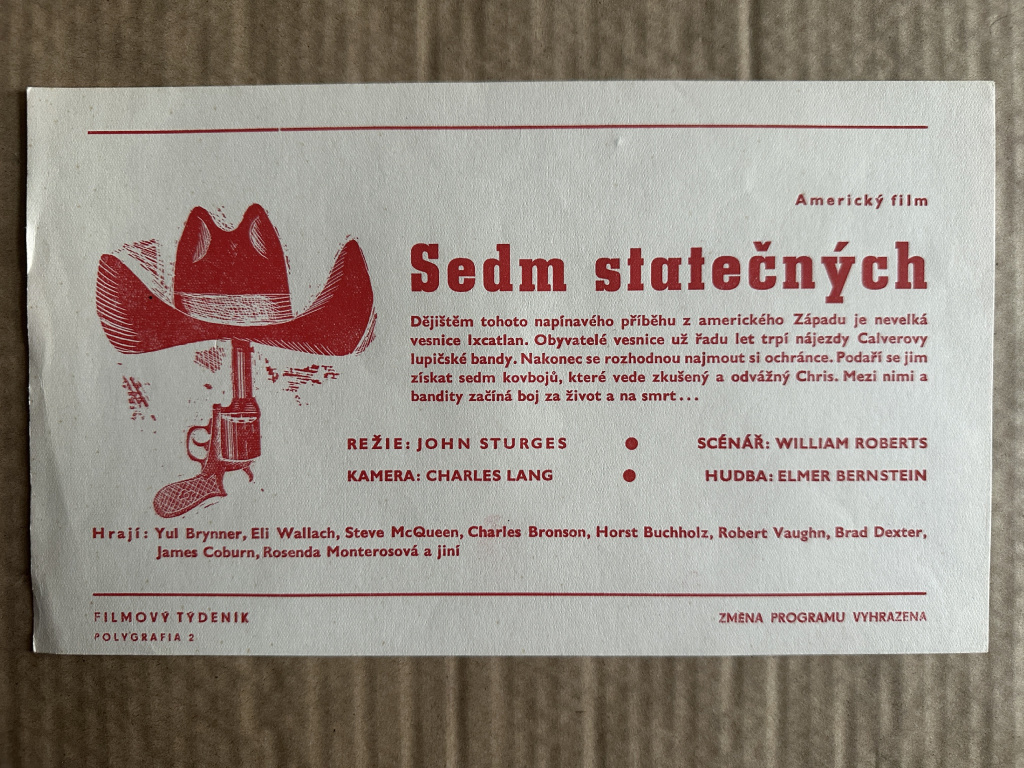 Americký film
Sedm statečných
Dějištěm tohoto napínavého příběhu z amerického Západu je nevelká
vesnice Ixcatlan. Obyvatelé vesnice už řadu let trpí nájezdy Calverovy
lupičské bandy. Nakonec se rozhodnou najmout si ochránce. Podaří se jim
získat sedm kovbojů, které vede zkušený a odvážný Chris. Mezi nimi a
bandity začíná boj za život a na smrt...
REŽIE: JOHN STURGES ● SCÉNÁŘ: WILLIAM ROBERTS
KAMERA: CHARLES LANG ● HUDBA: ELMER BERNSTEIN
Hrají: Yul Brynner, Eli Wallach, Steve McQueen, Charles Bronson, Horst Buchholz, Robert Vaughn, Brad Dexter,
James Coburn, Rosenda Monterosová a jiní
FILMOVÝ TÝDENÍK ZMĚNA PROGRAMU VYHRAZENA
POLYGRAFIA 2